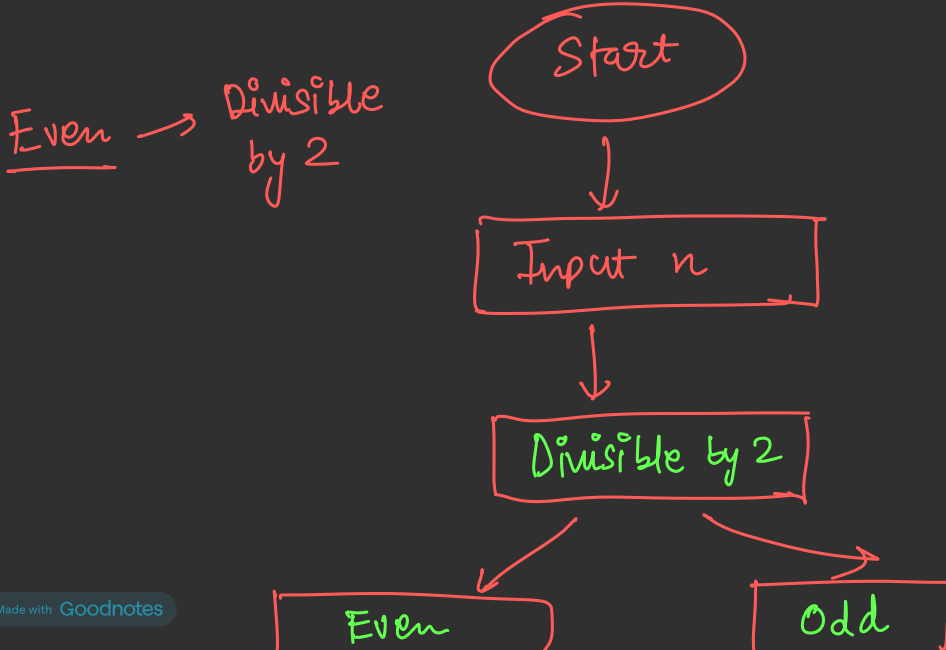 Start
Even → Divisible
by 2
Input n
Divisible by 2
Even
Odd
Made with Goodnotes